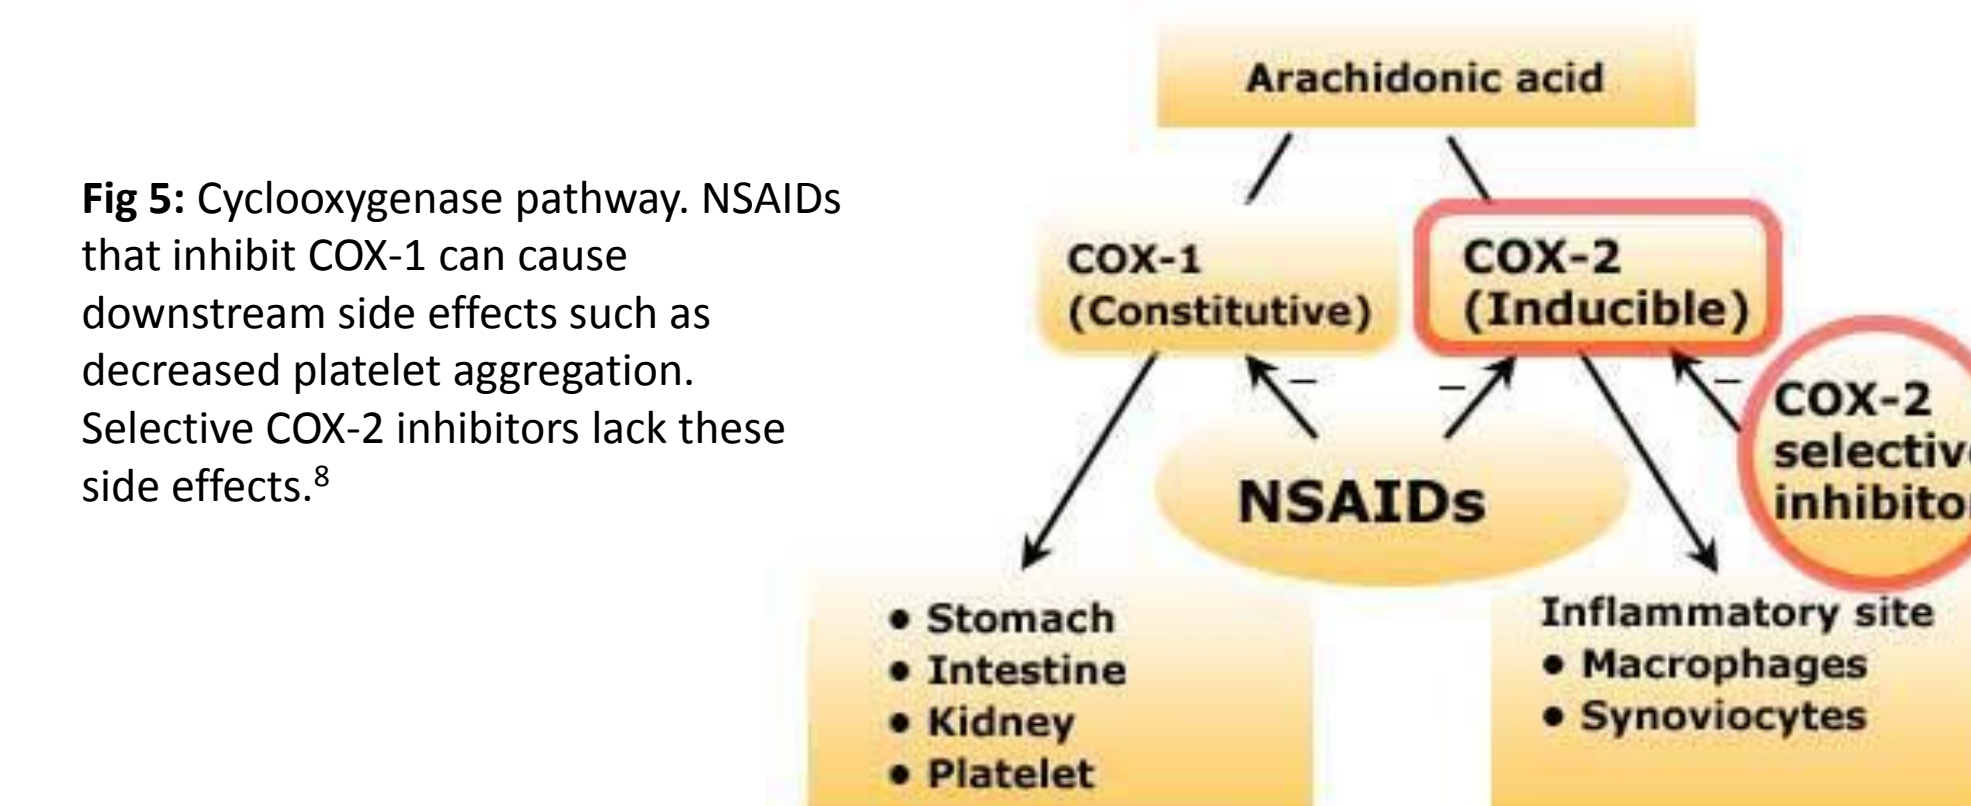 Fig 5: Cyclooxygenase pathway. NSAIDs
that inhibit COX-1 can cause
downstream side effects such as
decreased platelet aggregation.
Selective COX-2 inhibitors lack these
side effects.⁸
Arachidonic acid
COX-1
(Constitutive)
COX-2
(Inducible)
–
–
–
NSAIDs
COX-2
• Stomach
• Intestine
• Kidney
• Platelet
Inflammatory site
• Macrophages
• Synoviocytes